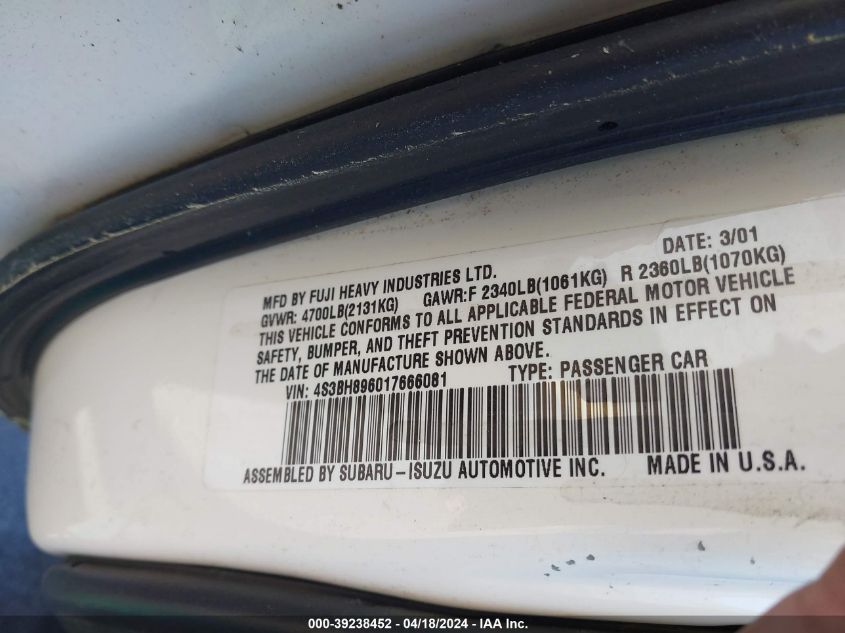 DATE: 3/01
MFD BY FUJI HEAVY INDUSTRIES LTD.
GVWR: 4700LB(2131KG) GAWR:F 2340LB(1061KG) R 2360LB(1070KG)
THIS VEHICLE CONFORMS TO ALL APPLICABLE FEDERAL MOTOR VEHICLE
SAFETY, BUMPER, AND THEFT PREVENTION STANDARDS IN EFFECT ON
THE DATE OF MANUFACTURE SHOWN ABOVE.
VIN: 4S3BH896017666081 TYPE: PASSENGER CAR
ASSEMBLED BY SUBARU-ISUZU AUTOMOTIVE INC. MADE IN U.S.A.
000-39238452 - 04/18/2024 - IAA Inc.